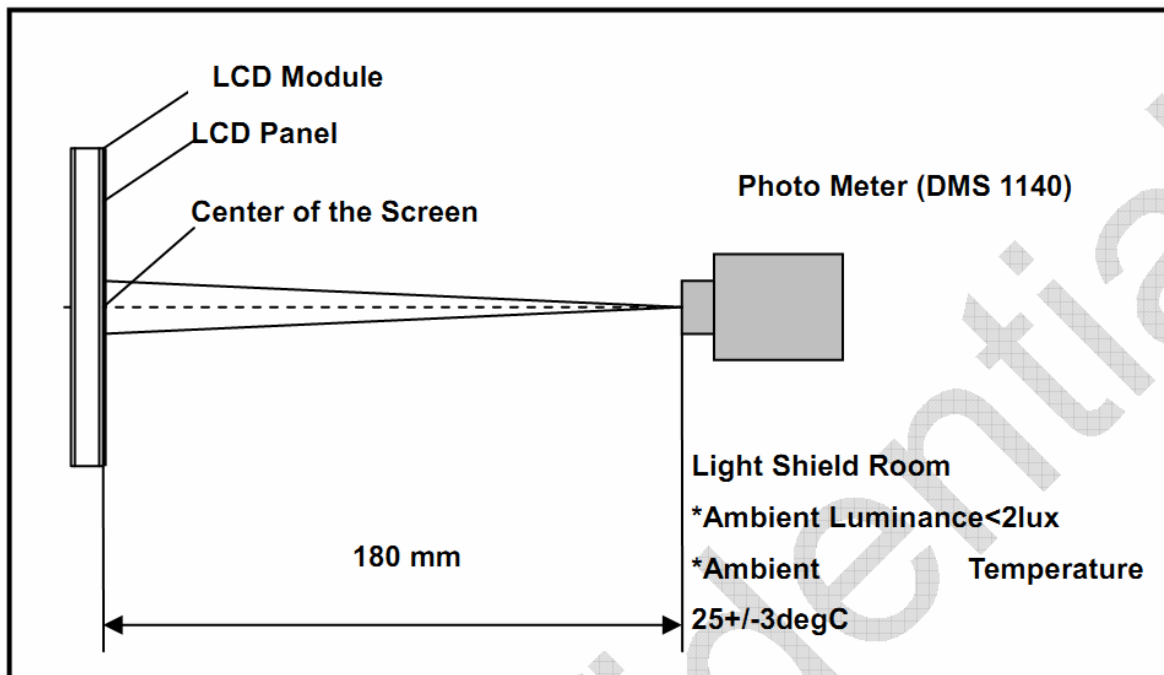 LCD Module
LCD Panel
Center of the Screen
Photo Meter (DMS 1140)
Light Shield Room
*Ambient Luminance<2lux
*Ambient Temperature
25+/-3degC
180 mm
idential